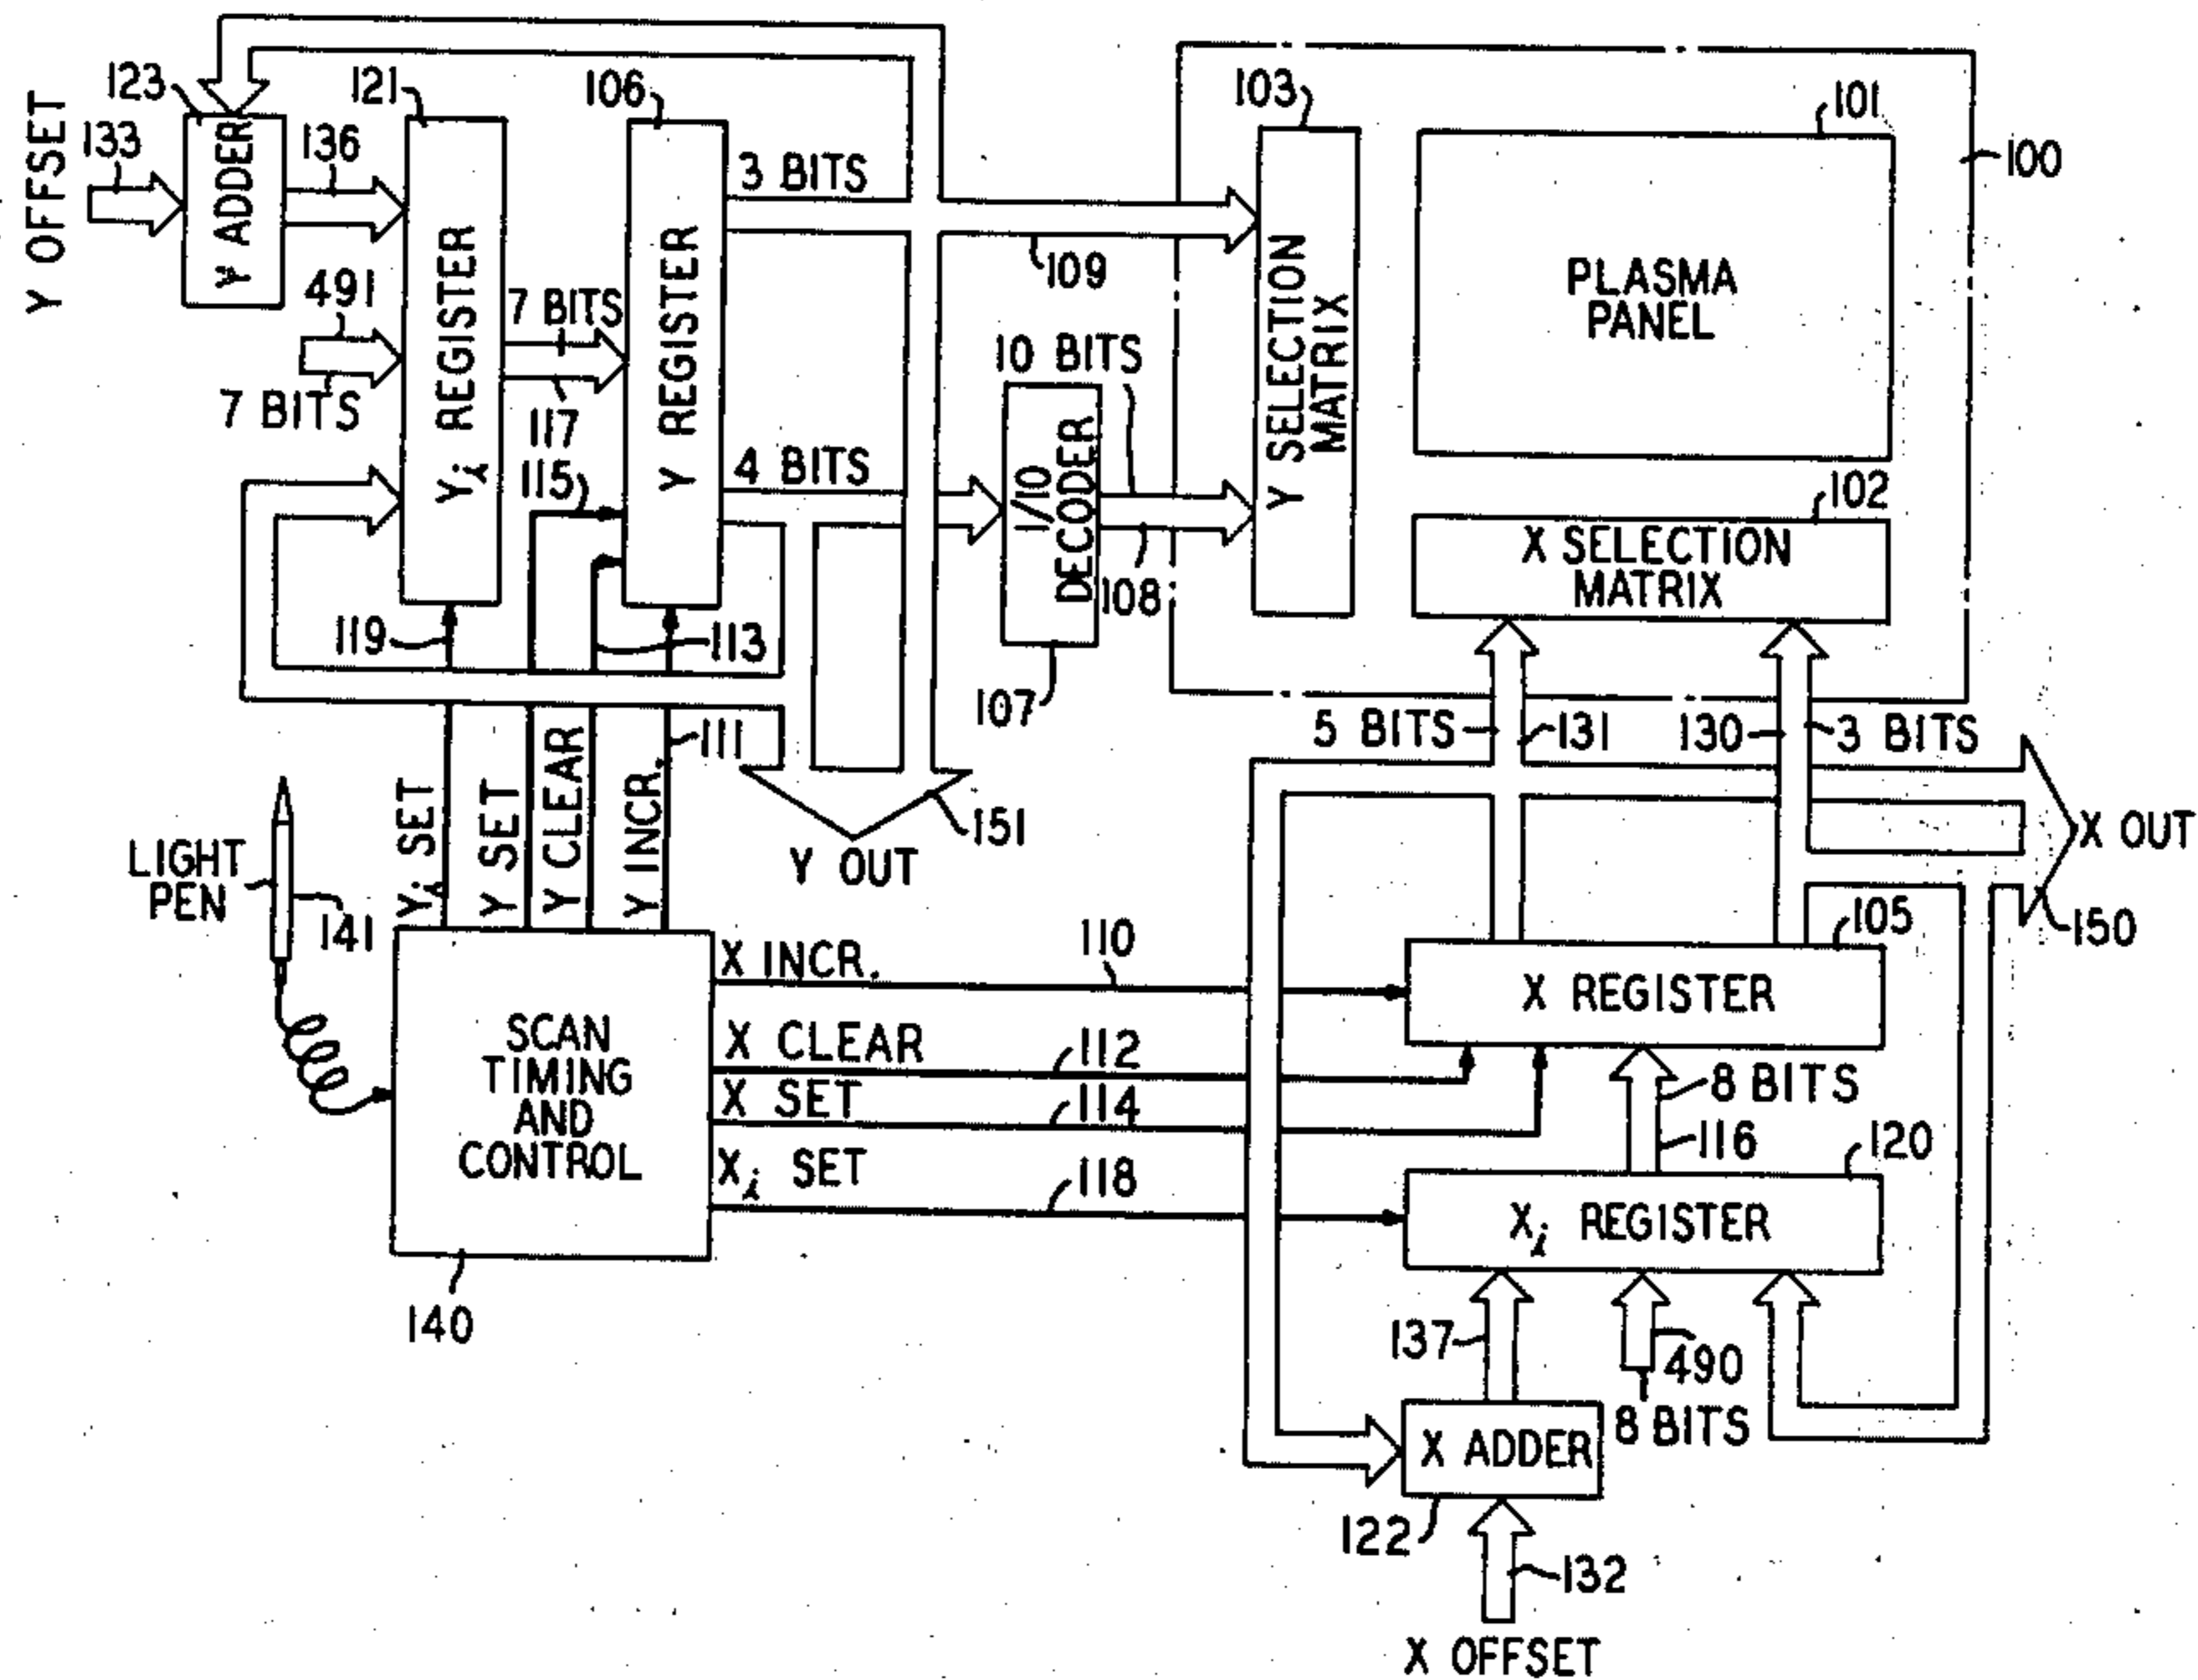 Y OFFSET
133
123
Y ADDER
136
121
Yi REGISTER
491
7 BITS
7 BITS
117
106
Y REGISTER
3 BITS
109
4 BITS
115
119
113
111
1/10
DECODER
107
10 BITS
108
103
Y SELECTION
MATRIX
101
PLASMA
PANEL
100
102
X SELECTION
MATRIX
5 BITS
131
130
3 BITS
X OUT
150
151
Y OUT
Yi SET
Y SET
Y CLEAR
Y INCR.
LIGHT
PEN
141
SCAN
TIMING
AND
CONTROL
140
X INCR.
110
X CLEAR
112
X SET
114
Xi SET
118
105
X REGISTER
8 BITS
116
120
Xi REGISTER
137
490
8 BITS
X ADDER
122
132
X OFFSET